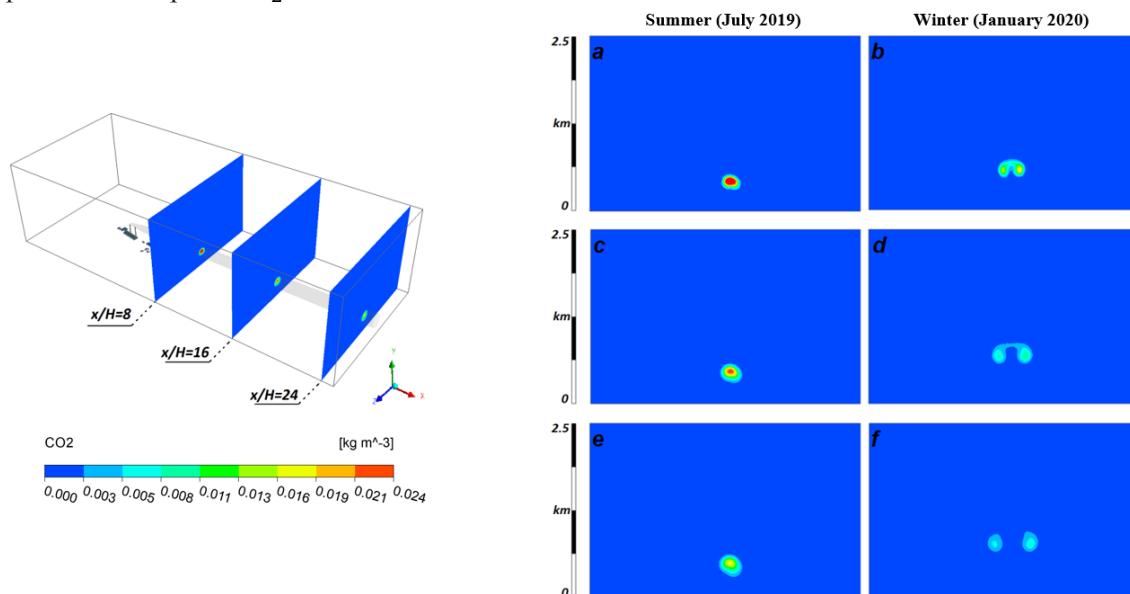 Summer (July 2019)
Winter (January 2020)
2.5
km
0
a
b
2.5
km
0
c
d
2.5
km
0
e
f
x/H=8
x/H=16
x/H=24
Y
X
Z
CO2
[kg m^-3]
0.000 0.003 0.005 0.008 0.011 0.013 0.016 0.019 0.021 0.024